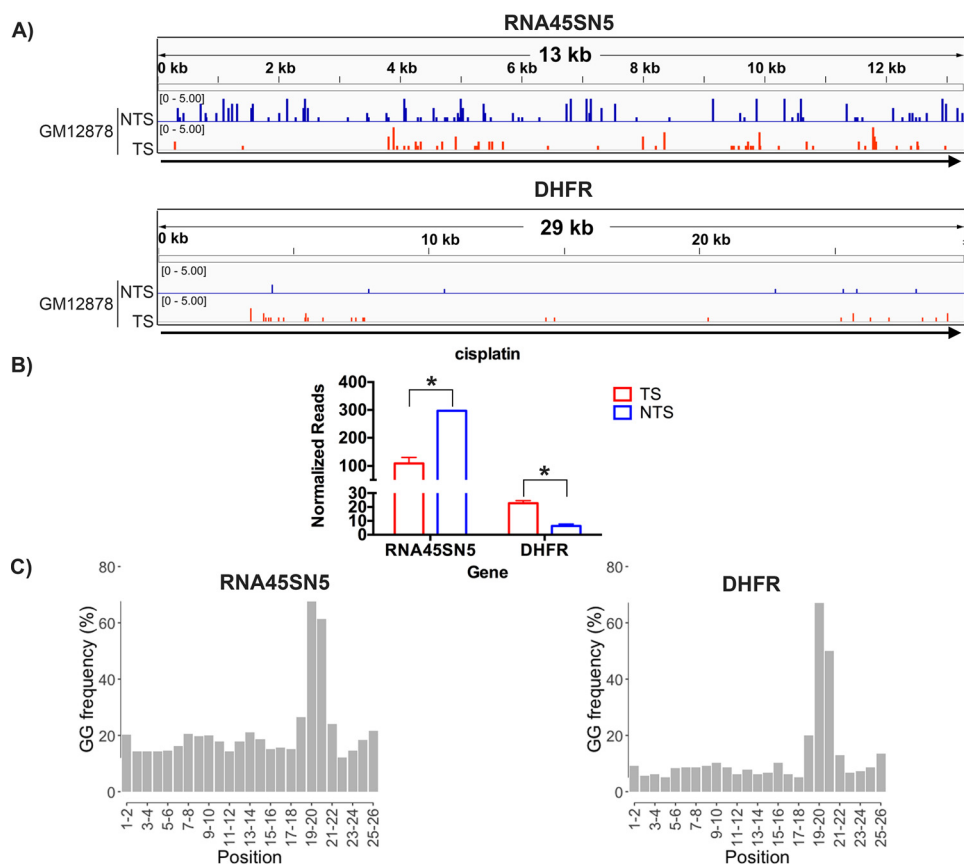 A)
RNA45SN5
13 kb
0 kb 2 kb 4 kb 6 kb 8 kb 10 kb 12 kb
[0 - 5.00]
NTS
GM12878
[0 - 5.00]
TS
DHFR
29 kb
0 kb 10 kb 20 kb
[0 - 5.00]
NTS
GM12878
[0 - 5.00]
TS
B)
cisplatin
400
300
200
100
30
20
10
0
Normalized Reads
*
*
TS
NTS
RNA45SN5 DHFR
Gene
C)
RNA45SN5
80
60
40
20
0
GG frequency (%)
1-2 3-4 5-6 7-8 9-10 11-12 13-14 15-16 17-18 19-20 21-22 23-24 25-26
Position
DHFR
80
60
40
20
0
GG frequency (%)
1-2 3-4 5-6 7-8 9-10 11-12 13-14 15-16 17-18 19-20 21-22 23-24 25-26
Position